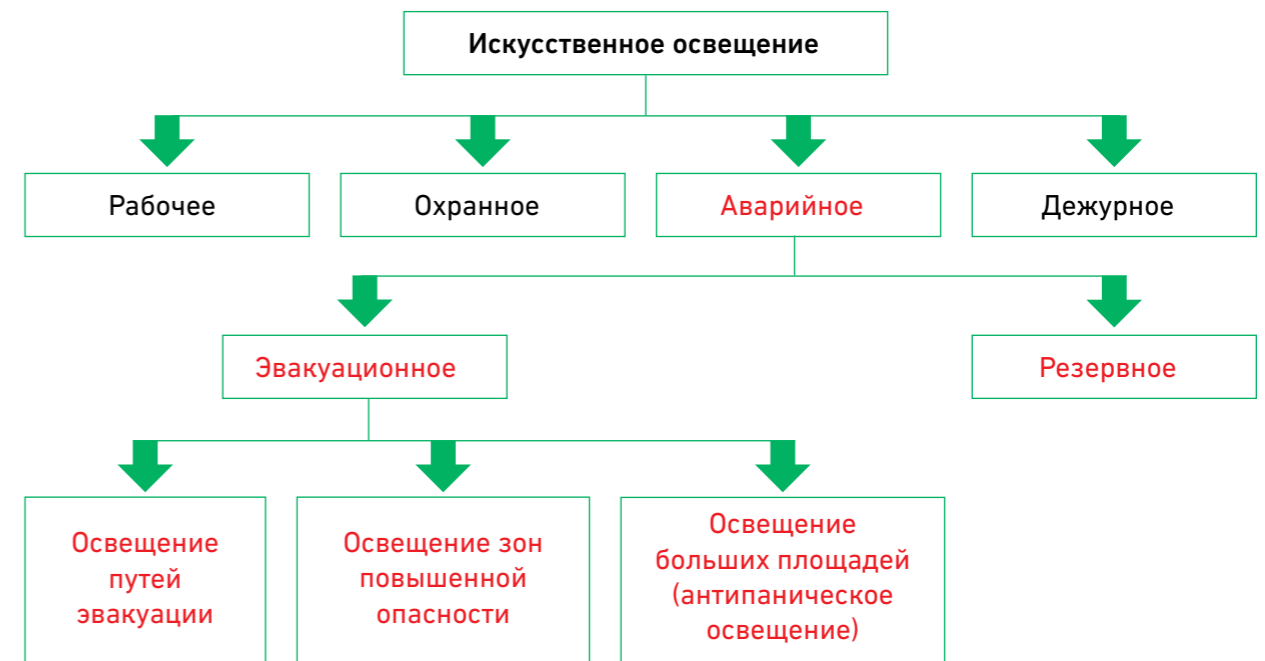 Искусственное освещение
Рабочее
Охранное
Аварийное
Дежурное
Эвакуационное
Резервное
Освещение
путей
эвакуации
Освещение зон
повышенной
опасности
Освещение
больших площадей
(антипаническое
освещение)